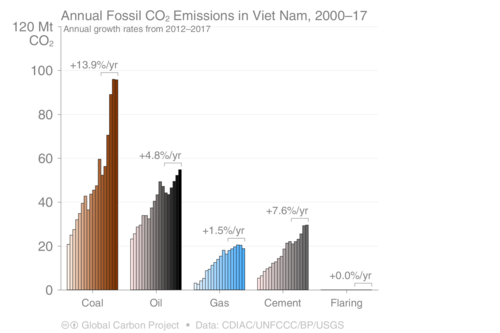 Annual Fossil CO₂ Emissions in Viet Nam, 2000–17
120 Mt
CO₂
Annual growth rates from 2012–2017
+13.9%/yr
100
80
60
+4.8%/yr
40
+1.5%/yr
+7.6%/yr
20
+0.0%/yr
0
Coal Oil Gas Cement Flaring
Global Carbon Project • Data: CDIAC/UNFCCC/BP/USGS